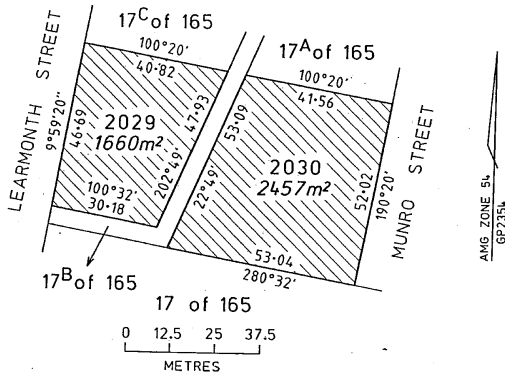 17ᶜ of 165
17ᴬ of 165
LEARMONTH STREET
100°20'
40·82
100°20'
41·56
9°59'20"
46·69
2029
1660m²
47·93
202°49'
53·09
22°49'
2030
2457m²
52·02
190°20'
MUNRO STREET
100°32'
30·18
53·04
280°32'
17ᴮ of 165
17 of 165
0 12.5 25 37.5
METRES
AMG ZONE 54
GP2354